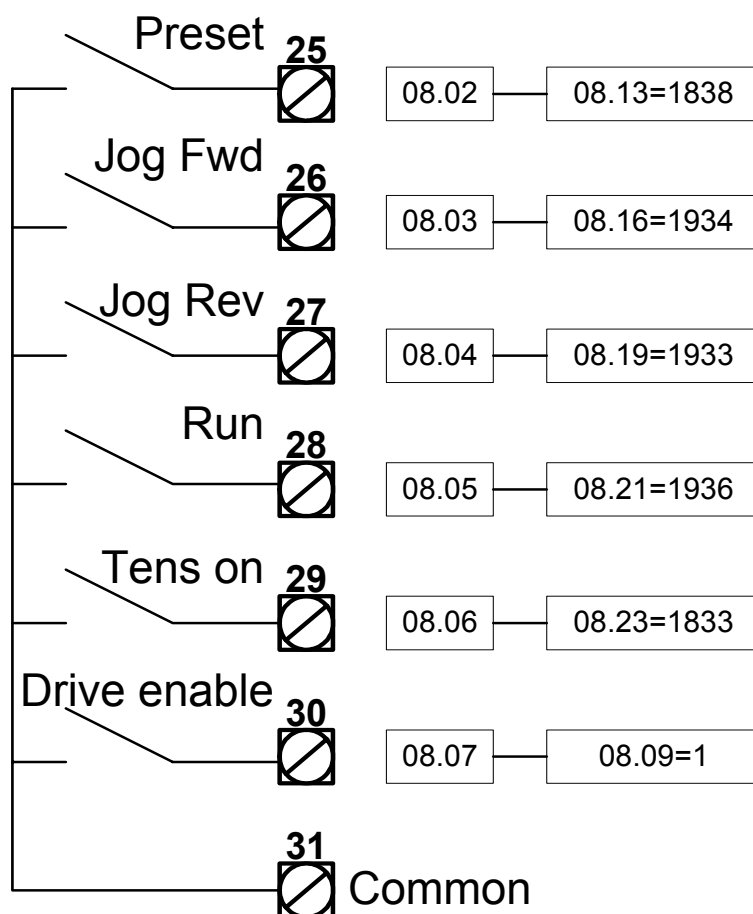 Preset 25 08.02 08.13=1838
Jog Fwd 26 08.03 08.16=1934
Jog Rev 27 08.04 08.19=1933
Run 28 08.05 08.21=1936
Tens on 29 08.06 08.23=1833
Drive enable 30 08.07 08.09=1
31 Common